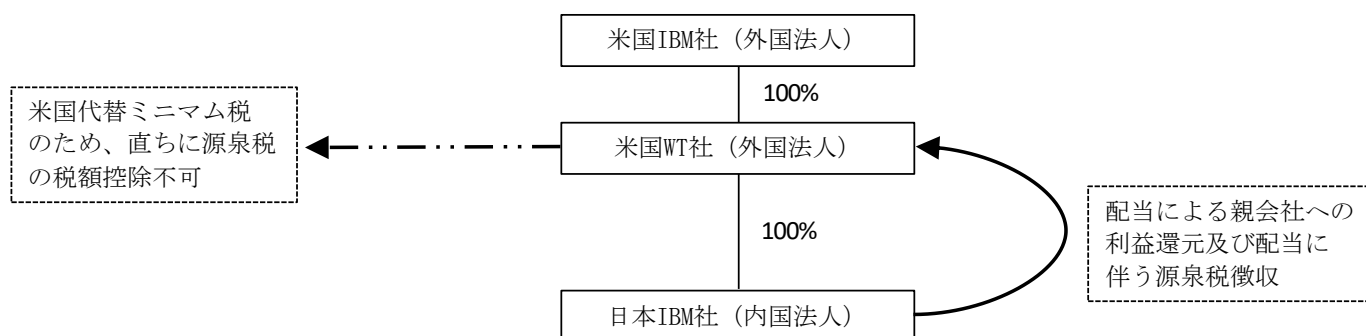 米国IBM社（外国法人）
100%
米国代替ミニマム税
のため、直ちに源泉税
の税額控除不可
米国WT社（外国法人）
100%
配当による親会社への
利益還元及び配当に
伴う源泉税徴収
日本IBM社（内国法人）